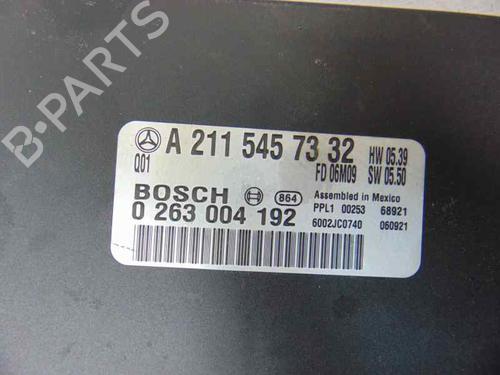 B-PARTS
A 211 545 73 32 HW 05.39
Q01 FD 06M09 SW 05.50
BOSCH 864 Assembled in Mexico
0 263 004 192 PPL1 00253 68921
6002JC0740 060921